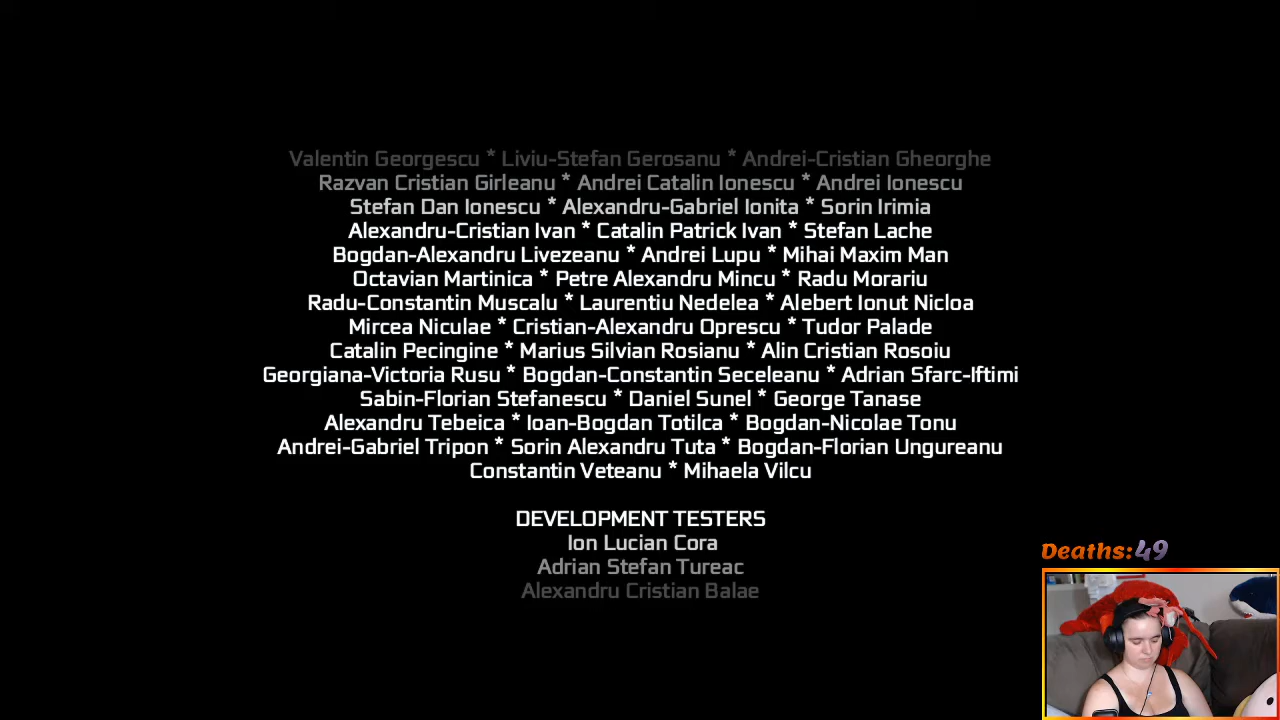 Valentin Georgescu * Liviu-Stefan Gerosanu * Andrei-Cristian Gheorghe
Razvan Cristian Girleanu * Andrei Catalin Ionescu * Andrei Ionescu
Stefan Dan Ionescu * Alexandru-Gabriel Ionita * Sorin Irimia
Alexandru-Cristian Ivan * Catalin Patrick Ivan * Stefan Lache
Bogdan-Alexandru Livezeanu * Andrei Lupu * Mihai Maxim Man
Octavian Martinica * Petre Alexandru Mincu * Radu Morariu
Radu-Constantin Muscalu * Laurentiu Nedelea * Alebert Ionut Nicloa
Mircea Niculae * Cristian-Alexandru Oprescu * Tudor Palade
Catalin Pecingine * Marius Silvian Rosianu * Alin Cristian Rosoiu
Georgiana-Victoria Rusu * Bogdan-Constantin Seceleanu * Adrian Sfarc-Iftimi
Sabin-Florian Stefanescu * Daniel Sunel * George Tanase
Alexandru Tebeica * Ioan-Bogdan Totilca * Bogdan-Nicolae Tonu
Andrei-Gabriel Tripon * Sorin Alexandru Tuta * Bogdan-Florian Ungureanu
Constantin Veteanu * Mihaela Vilcu
DEVELOPMENT TESTERS
Ion Lucian Cora
Adrian Stefan Tureac
Alexandru Cristian Balae
Deaths:49